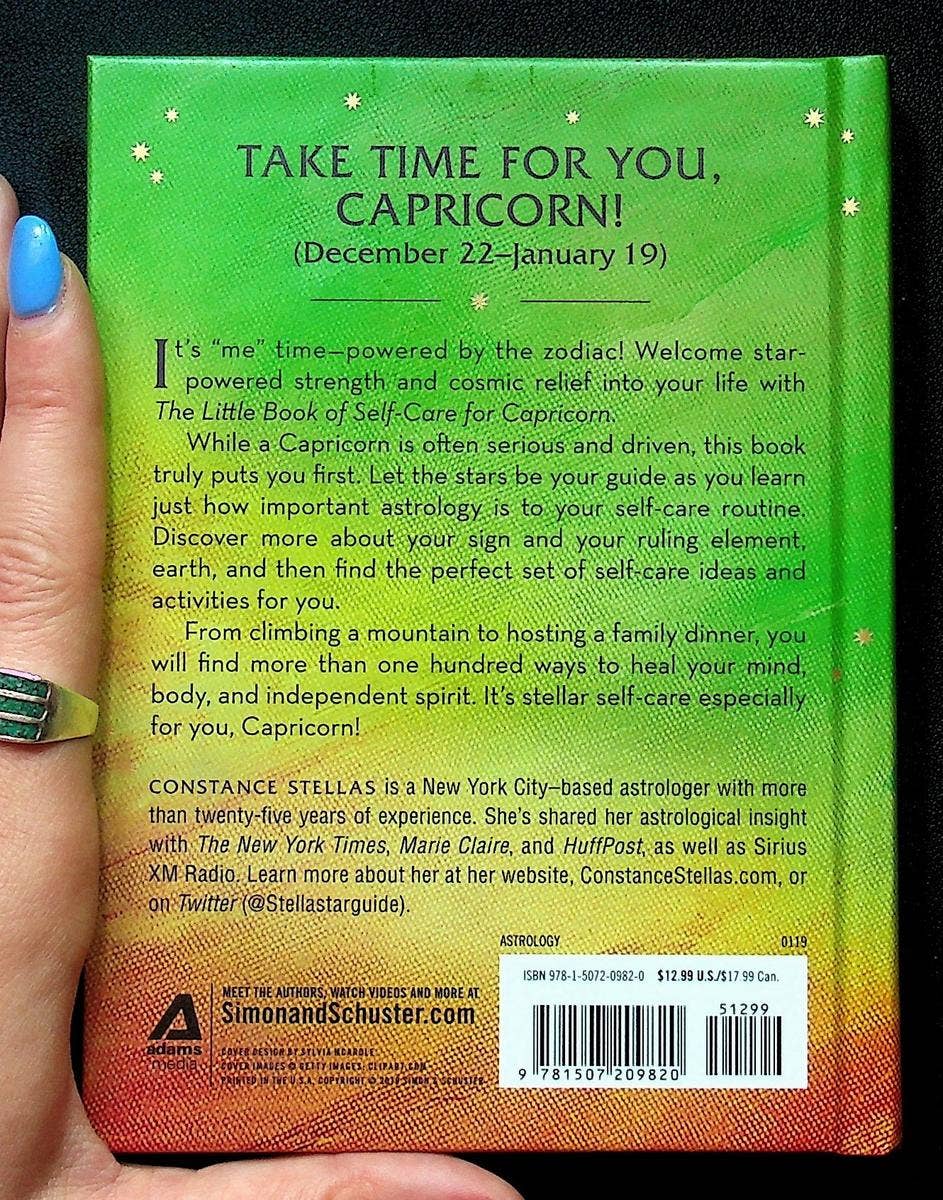 TAKE TIME FOR YOU,
CAPRICORN!
(December 22–January 19)
It's “me” time—powered by the zodiac! Welcome star-
powered strength and cosmic relief into your life with
The Little Book of Self-Care for Capricorn.
While a Capricorn is often serious and driven, this book
truly puts you first. Let the stars be your guide as you learn
just how important astrology is to your self-care routine.
Discover more about your sign and your ruling element,
earth, and then find the perfect set of self-care ideas and
activities for you.
From climbing a mountain to hosting a family dinner, you
will find more than one hundred ways to heal your mind,
body, and independent spirit. It's stellar self-care especially
for you, Capricorn!
CONSTANCE STELLAS is a New York City–based astrologer with more
than twenty-five years of experience. She's shared her astrological insight
with The New York Times, Marie Claire, and HuffPost, as well as Sirius
XM Radio. Learn more about her at her website, ConstanceStellas.com, or
on Twitter (@Stellastarguide).
ASTROLOGY 0119
ISBN 978-1-5072-0982-0 $12.99 U.S./$17.99 Can.
51299
9 781507 209820
adams
media
MEET THE AUTHORS, WATCH VIDEOS AND MORE AT
SimonandSchuster.com
COVER DESIGN BY SYLVIA MCARDLE
COVER IMAGES © GETTY IMAGES; CLIPART.COM
PRINTED IN THE U.S.A. COPYRIGHT © SIMON & SCHUSTER